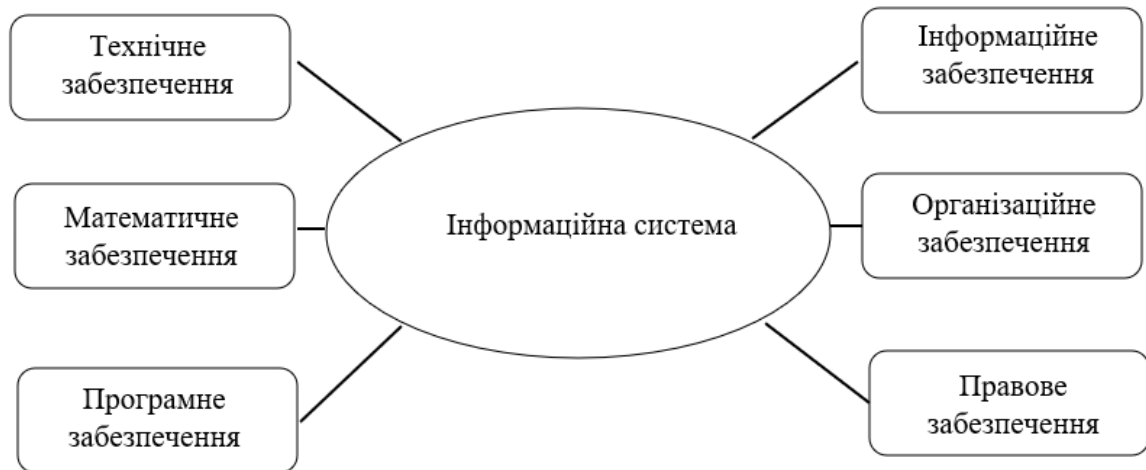 Технічне
забезпечення
Математичне
забезпечення
Програмне
забезпечення
Інформаційна система
Інформаційне
забезпечення
Організаційне
забезпечення
Правове
забезпечення